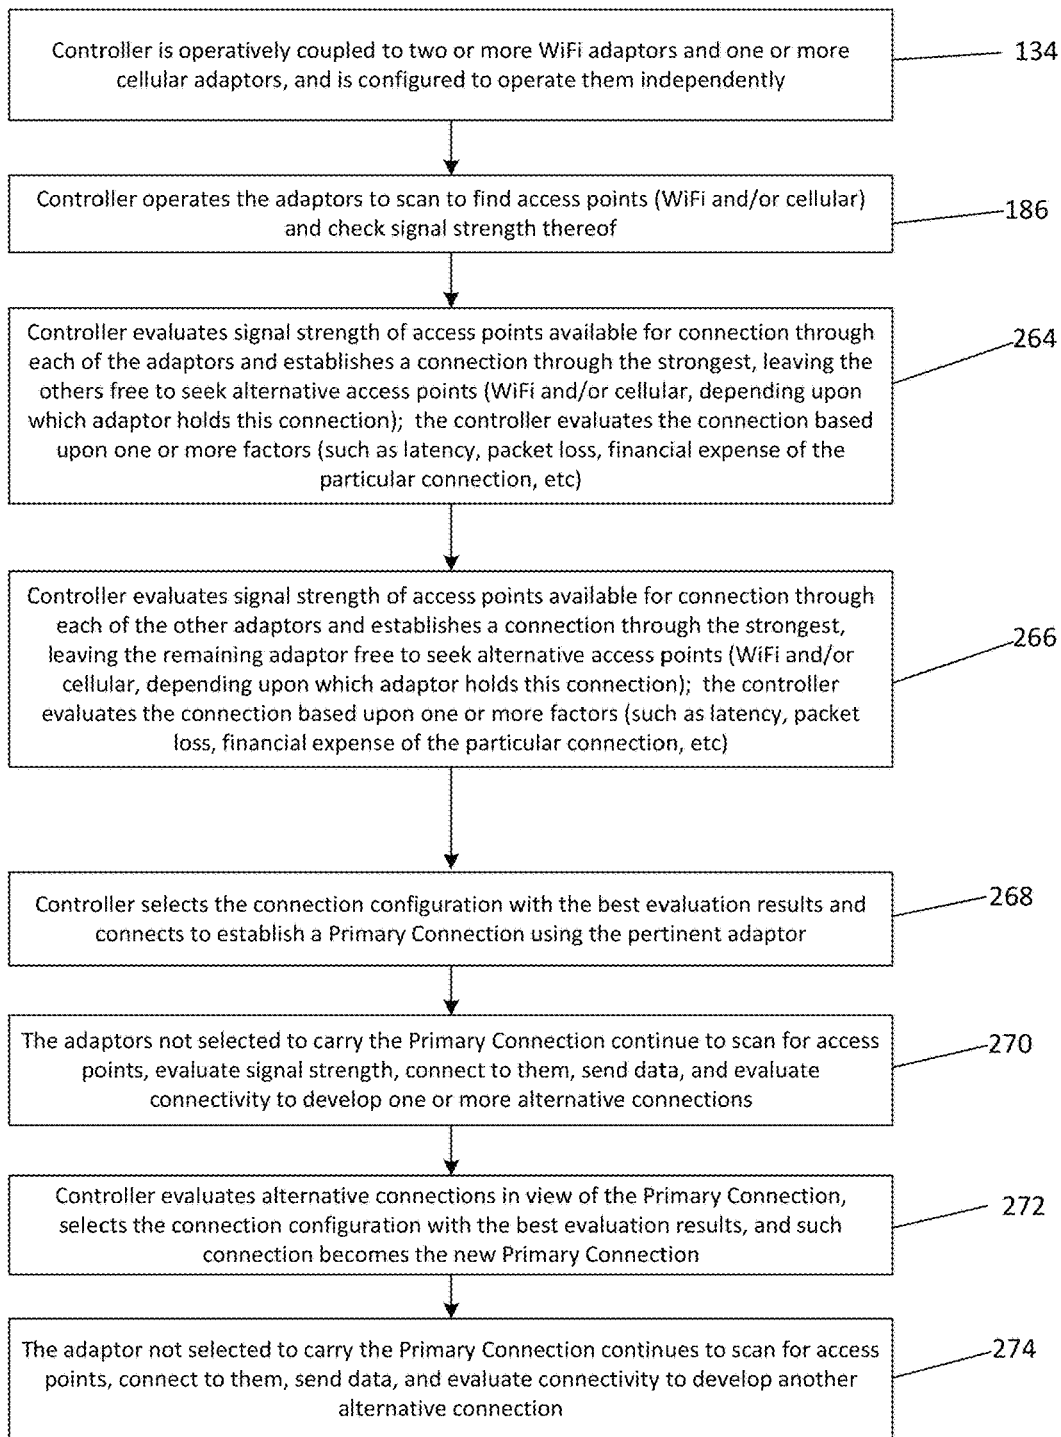 Controller is operatively coupled to two or more WiFi adaptors and one or more
cellular adaptors, and is configured to operate them independently
134
Controller operates the adaptors to scan to find access points (WiFi and/or cellular)
and check signal strength thereof
186
Controller evaluates signal strength of access points available for connection through
each of the adaptors and establishes a connection through the strongest, leaving the
others free to seek alternative access points (WiFi and/or cellular, depending upon
which adaptor holds this connection);  the controller evaluates the connection based
upon one or more factors (such as latency, packet loss, financial expense of the
particular connection, etc)
264
Controller evaluates signal strength of access points available for connection through
each of the other adaptors and establishes a connection through the strongest,
leaving the remaining adaptor free to seek alternative access points (WiFi and/or
cellular, depending upon which adaptor holds this connection);  the controller
evaluates the connection based upon one or more factors (such as latency, packet
loss, financial expense of the particular connection, etc)
266
Controller selects the connection configuration with the best evaluation results and
connects to establish a Primary Connection using the pertinent adaptor
268
The adaptors not selected to carry the Primary Connection continue to scan for access
points, evaluate signal strength, connect to them, send data, and evaluate
connectivity to develop one or more alternative connections
270
Controller evaluates alternative connections in view of the Primary Connection,
selects the connection configuration with the best evaluation results, and such
connection becomes the new Primary Connection
272
The adaptor not selected to carry the Primary Connection continues to scan for access
points, connect to them, send data, and evaluate connectivity to develop another
alternative connection
274